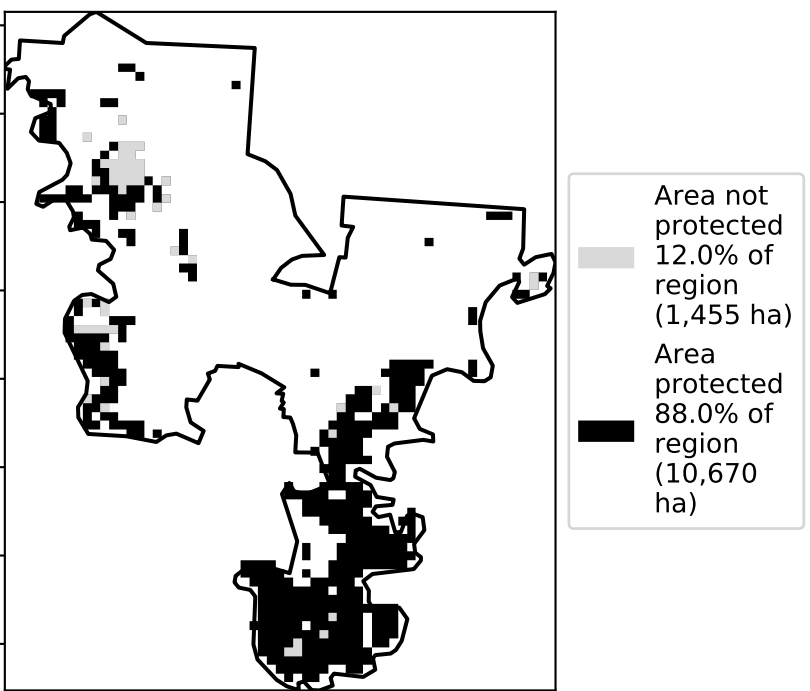 Area not
protected
12.0% of
region
(1,455 ha)
Area
protected
88.0% of
region
(10,670
ha)